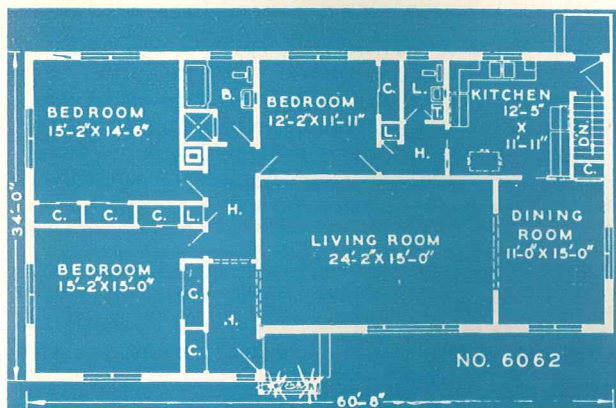 BEDROOM
15'-2" X 14'-6"
B.
BEDROOM
12'-2" X 11'-11"
C.
L.
L.
T
H.
KITCHEN
12'-5"
X
11'-11"
DN.
C.
34'-0"
C.
C.
C.
L.
H.
LIVING ROOM
24'-2" X 15'-0"
DINING
ROOM
11'-0" X 15'-0"
BEDROOM
15'-2" X 15'-0"
C.
C.
NO. 6062
60'-8"